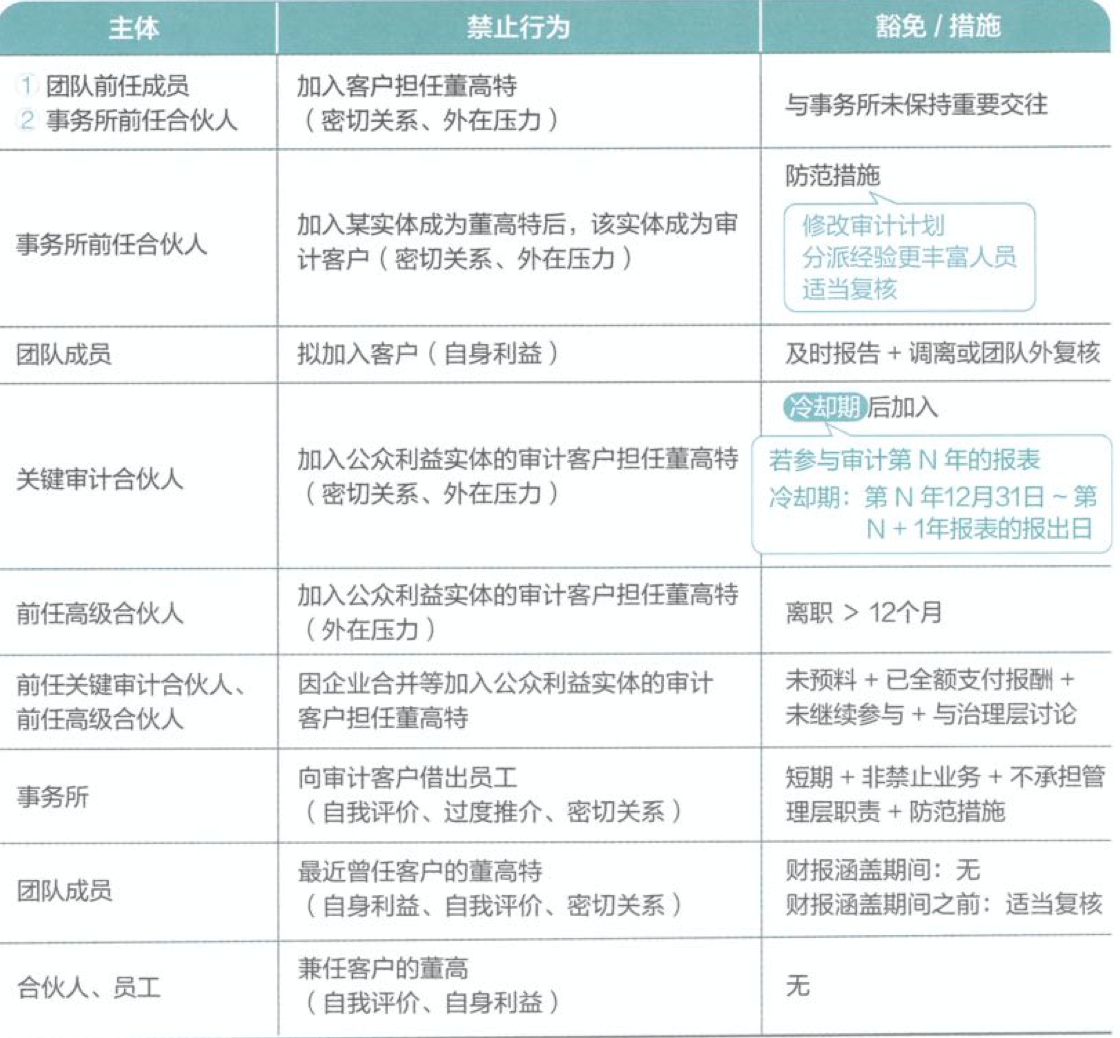 主体 禁止行为 豁免 / 措施
① 团队前任成员
② 事务所前任合伙人
加入客户担任董高特
（密切关系、外在压力）
与事务所未保持重要交往
事务所前任合伙人
加入某实体成为董高特后，该实体成为审
计客户（密切关系、外在压力）
防范措施
修改审计计划
分派经验更丰富人员
适当复核
团队成员
拟加入客户（自身利益）
及时报告 + 调离或团队外复核
关键审计合伙人
加入公众利益实体的审计客户担任董高特
（密切关系、外在压力）
冷却期后加入
若参与审计第 N 年的报表
冷却期：第 N 年12月31日 ~ 第
N + 1年报表的报出日
前任高级合伙人
加入公众利益实体的审计客户担任董高特
（外在压力）
离职 > 12个月
前任关键审计合伙人、
前任高级合伙人
因企业合并等加入公众利益实体的审计
客户担任董高特
未预料 + 已全额支付报酬 +
未继续参与 + 与治理层讨论
事务所
向审计客户借出员工
（自我评价、过度推介、密切关系）
短期 + 非禁止业务 + 不承担管
理层职责 + 防范措施
团队成员
最近曾任客户的董高特
（自身利益、自我评价、密切关系）
财报涵盖期间：无
财报涵盖期间之前：适当复核
合伙人、员工
兼任客户的董高
（自我评价、自身利益）
无